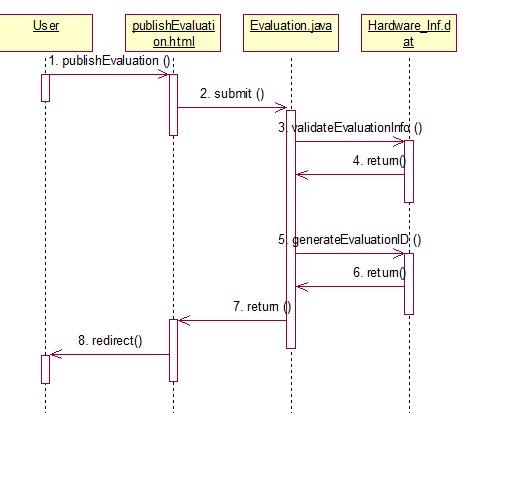 User
publishEvaluati
on.html
Evaluation.java
Hardware_Inf.d
at
1. publishEvaluation ()
2. submit ()
3. validateEvaluationInfo ()
4. return()
5. generateEvaluationID ()
6. return()
7. return ()
8. redirect()